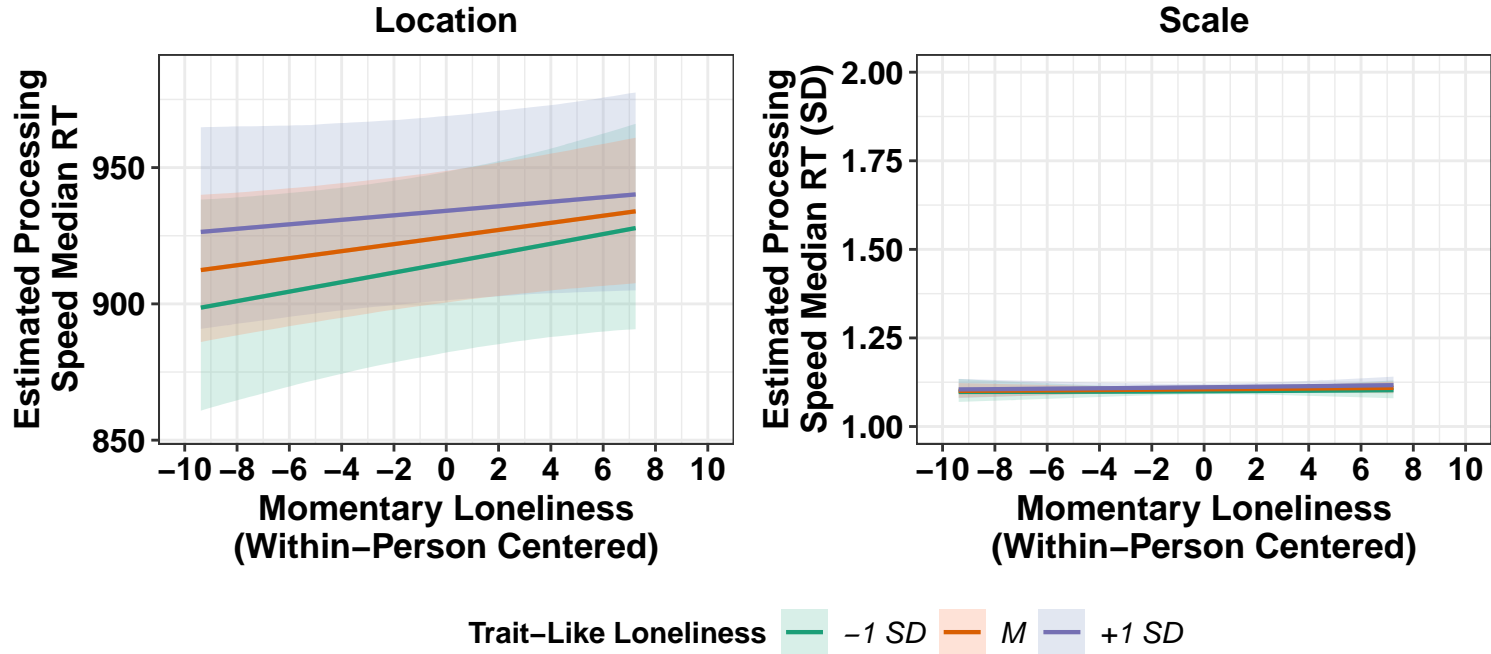 Location
Estimated Processing
Speed Median RT
950
900
850
−10 −8 −6 −4 −2 0 2 4 6 8 10
Momentary Loneliness
(Within−Person Centered)
Scale
Estimated Processing
Speed Median RT (SD)
2.00
1.75
1.50
1.25
1.00
−10 −8 −6 −4 −2 0 2 4 6 8 10
Momentary Loneliness
(Within−Person Centered)
Trait−Like Loneliness −1 SD M +1 SD